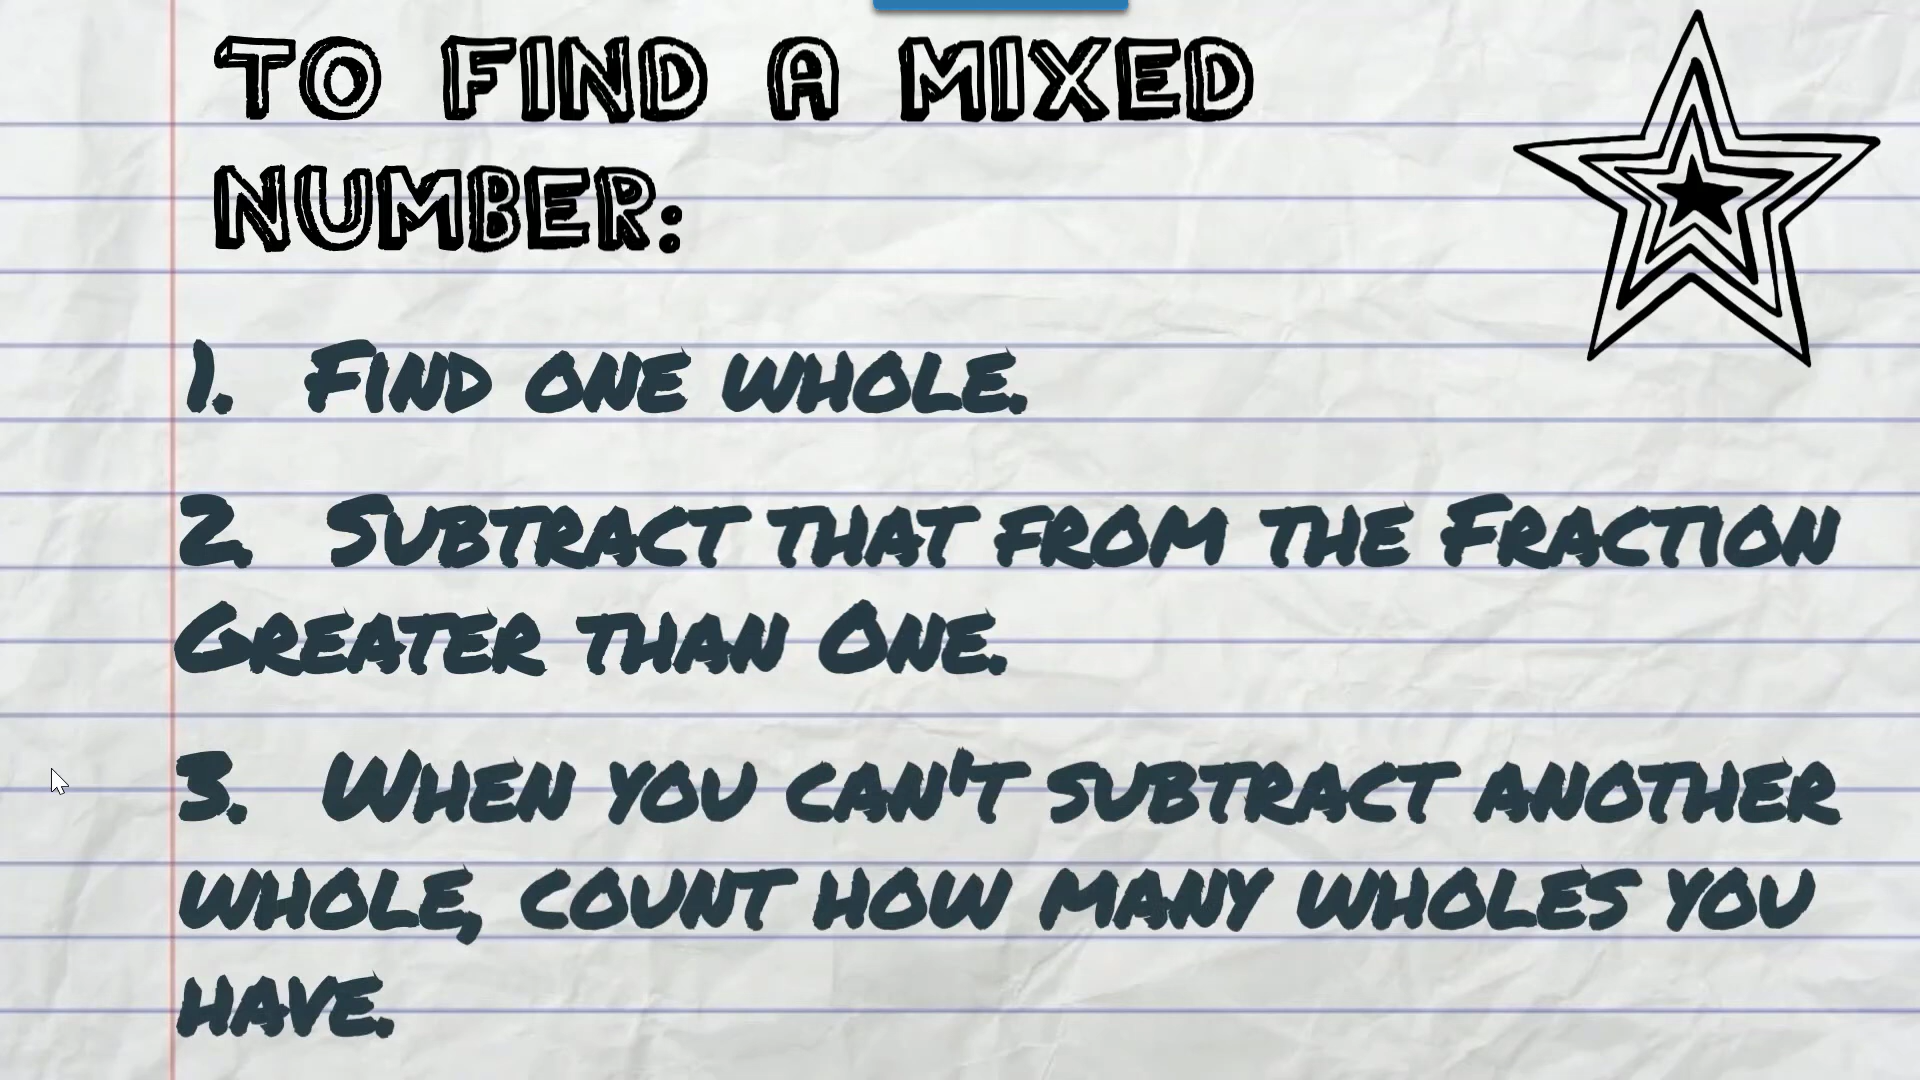 TO FIND A MIXED
NUMBER:
1. FIND ONE WHOLE.
2. SUBTRACT THAT FROM THE FRACTION
GREATER THAN ONE.
3. WHEN YOU CAN'T SUBTRACT ANOTHER
WHOLE, COUNT HOW MANY WHOLES YOU
HAVE.